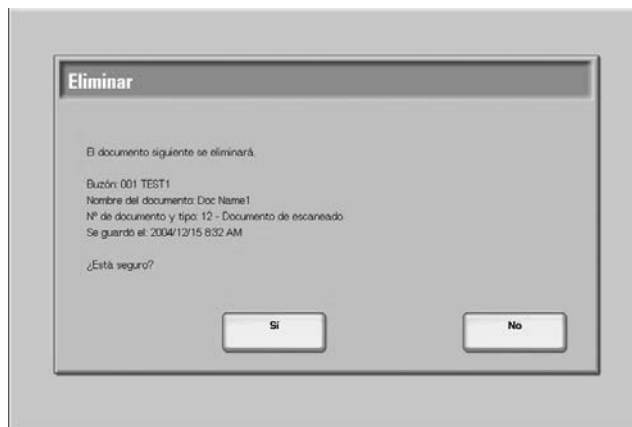 Eliminar
El documento siguiente se eliminará.
Buzón: 001 TEST1
Nombre del documento: Doc Name1
Nº de documento y tipo: 12 - Documento de escaneado
Se guardó el: 2004/12/15 8:32 AM
¿Está seguro?
Sí
No